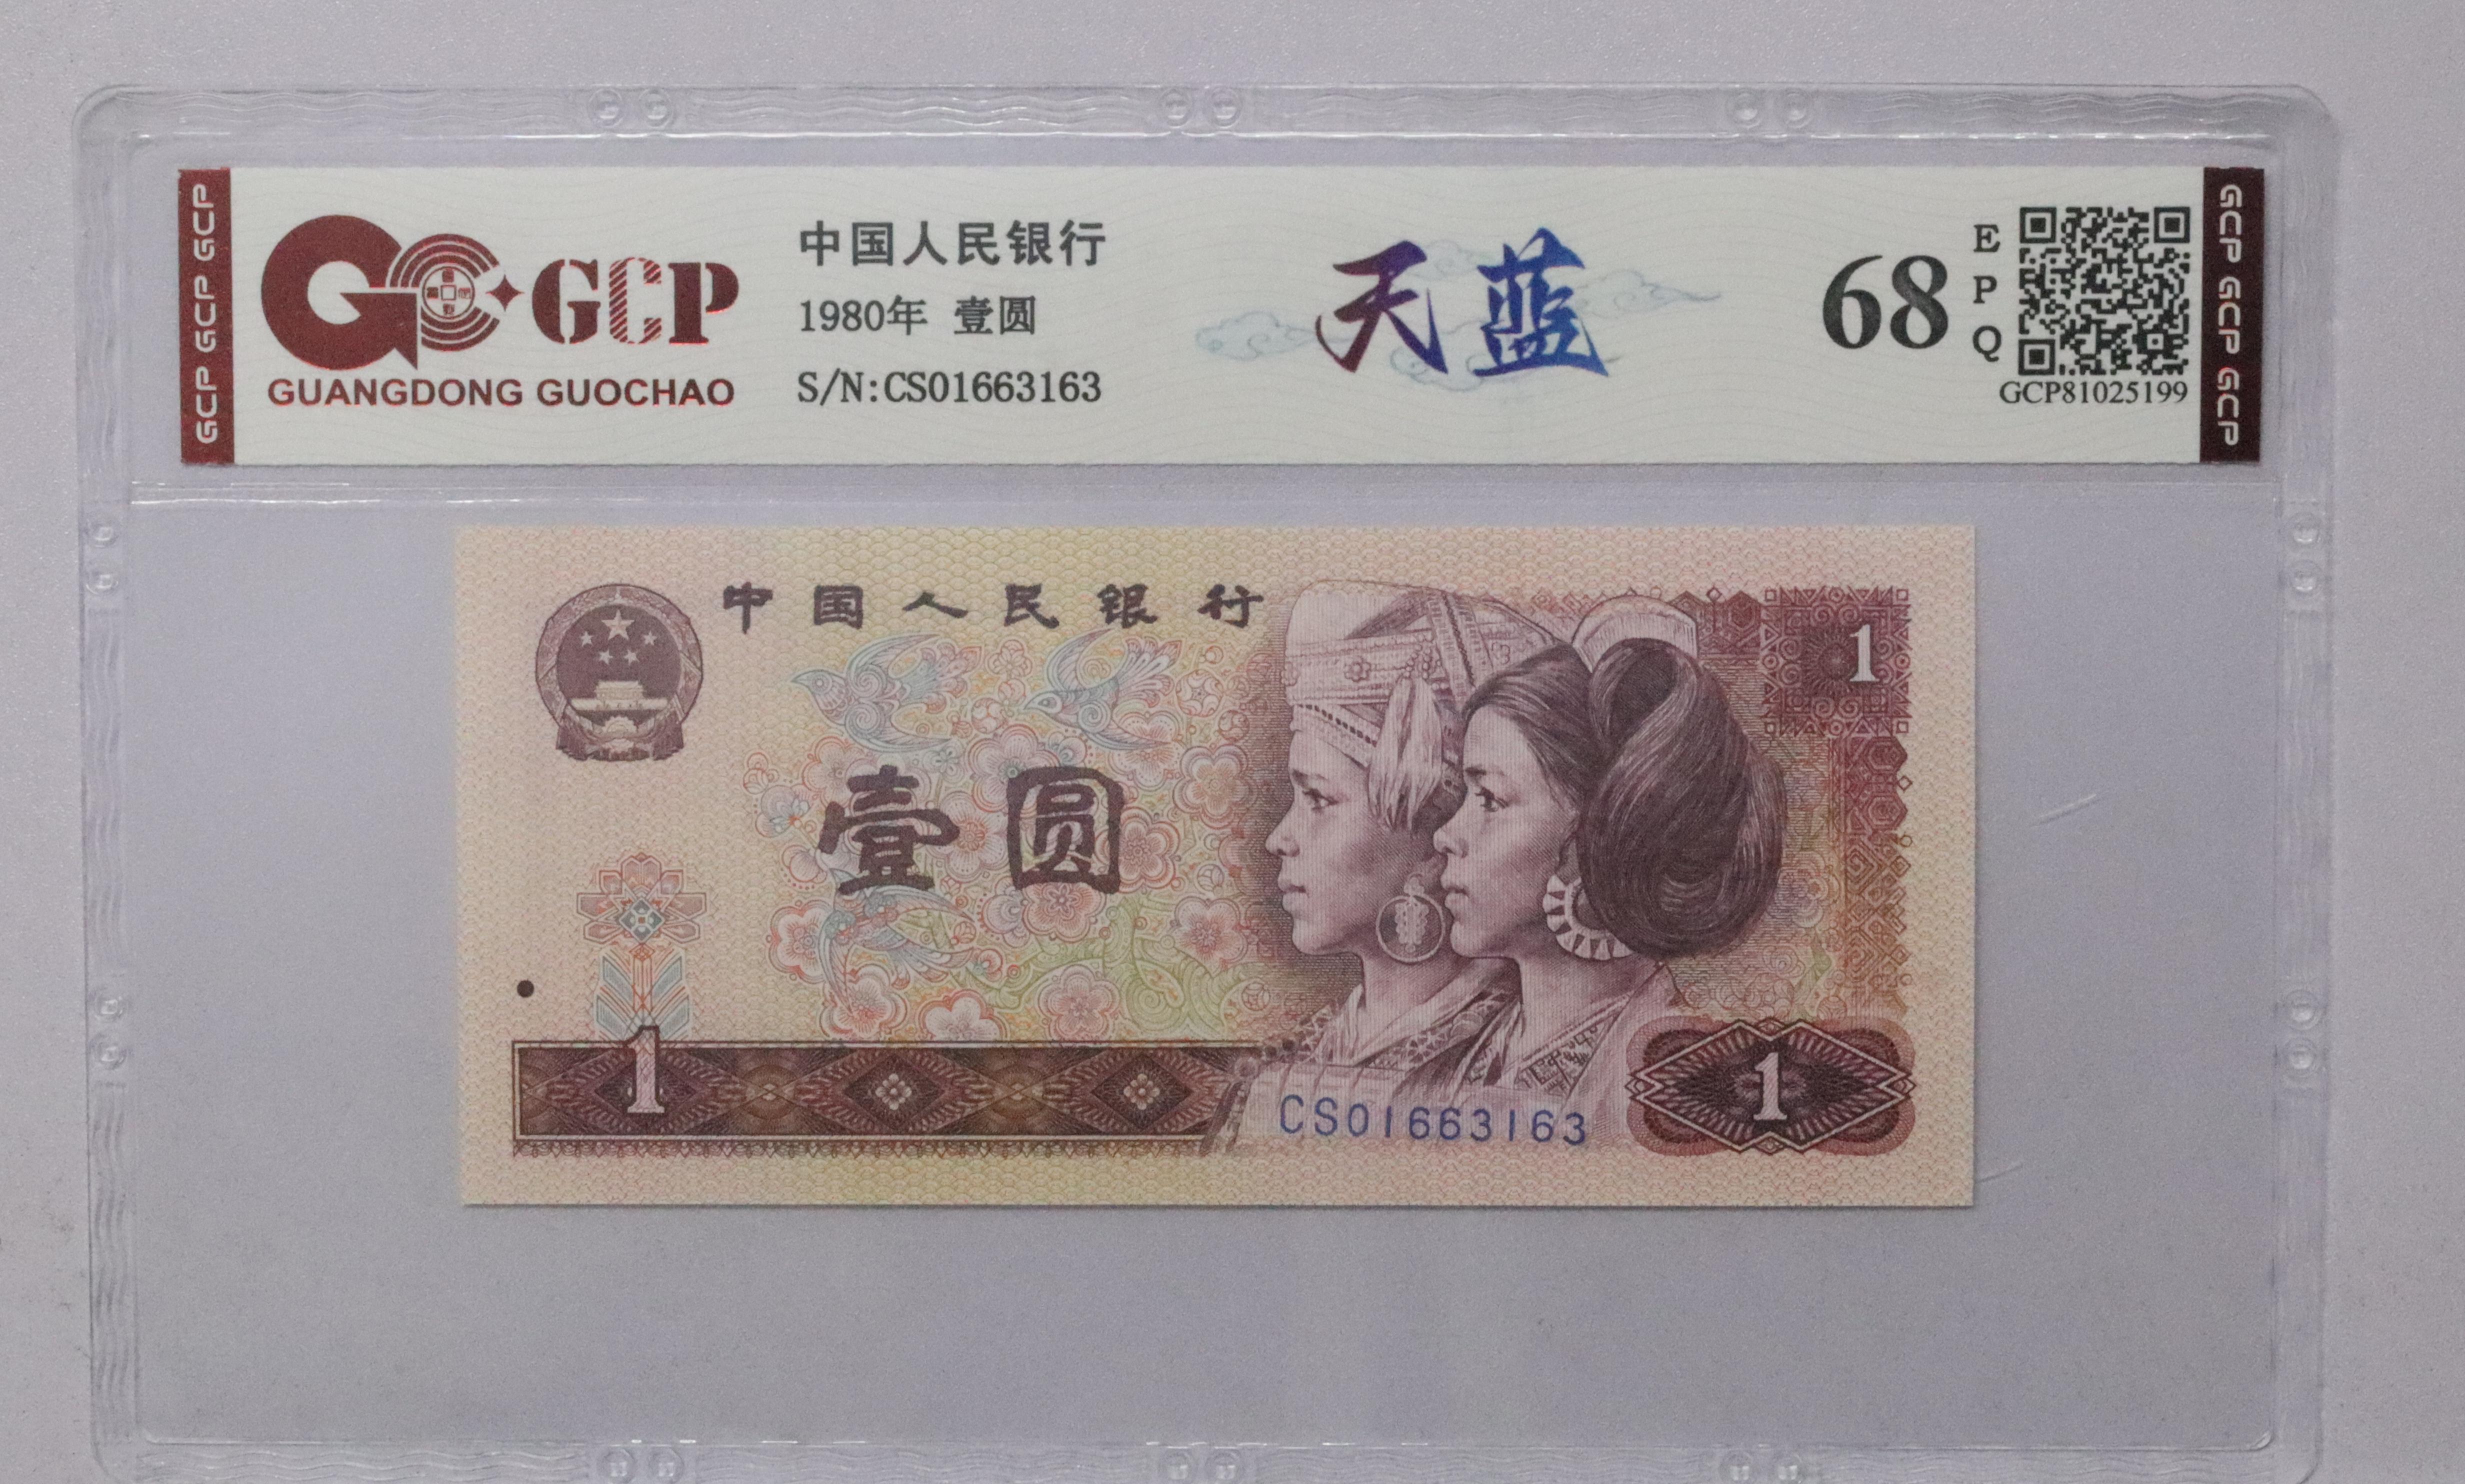 GCP GCP GCP
GCP
GUANGDONG GUOCHAO
中国人民银行
1980年 壹圆
S/N:CS01663163
天蓝
68
EPQ
GCP81025199
GCP GCP GCP
中国人民银行
1
壹圆
1
CS01663163
1